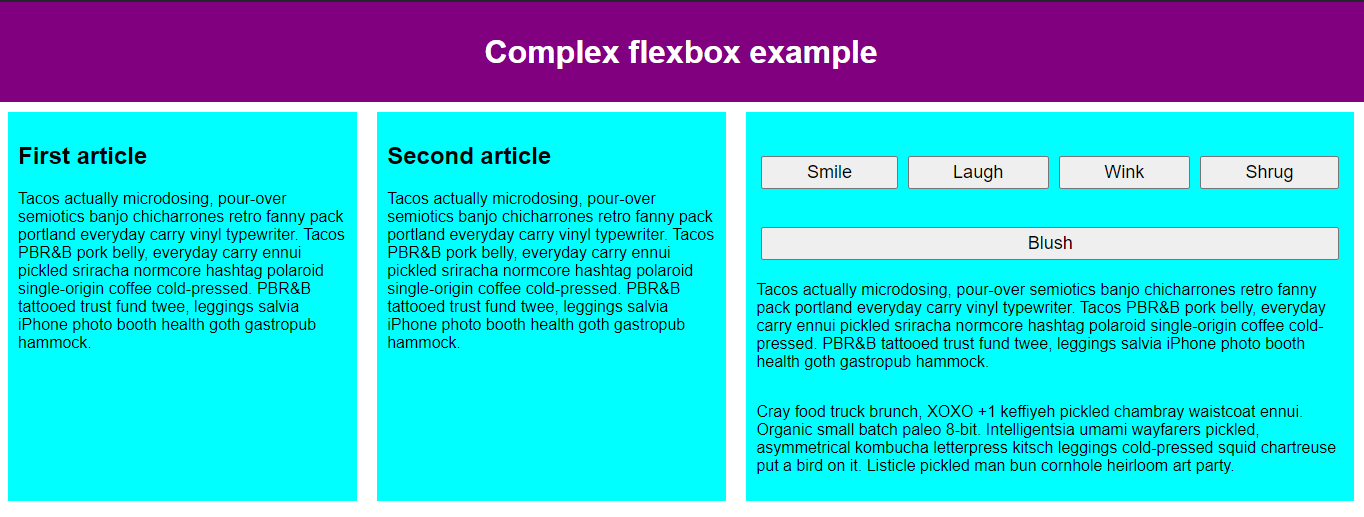 Complex flexbox example
First article
Tacos actually microdosing, pour-over
semiotics banjo chicharrones retro fanny pack
portland everyday carry vinyl typewriter. Tacos
PBR&B pork belly, everyday carry ennui
pickled sriracha normcore hashtag polaroid
single-origin coffee cold-pressed. PBR&B
tattooed trust fund twee, leggings salvia
iPhone photo booth health goth gastropub
hammock.
Second article
Tacos actually microdosing, pour-over
semiotics banjo chicharrones retro fanny pack
portland everyday carry vinyl typewriter. Tacos
PBR&B pork belly, everyday carry ennui
pickled sriracha normcore hashtag polaroid
single-origin coffee cold-pressed. PBR&B
tattooed trust fund twee, leggings salvia
iPhone photo booth health goth gastropub
hammock.
Smile Laugh Wink Shrug
Blush
Tacos actually microdosing, pour-over semiotics banjo chicharrones retro fanny
pack portland everyday carry vinyl typewriter. Tacos PBR&B pork belly, everyday
carry ennui pickled sriracha normcore hashtag polaroid single-origin coffee cold-
pressed. PBR&B tattooed trust fund twee, leggings salvia iPhone photo booth
health goth gastropub hammock.
Cray food truck brunch, XOXO +1 keffiyeh pickled chambray waistcoat ennui.
Organic small batch paleo 8-bit. Intelligentsia umami wayfarers pickled,
asymmetrical kombucha letterpress kitsch leggings cold-pressed squid chartreuse
put a bird on it. Listicle pickled man bun cornhole heirloom art party.